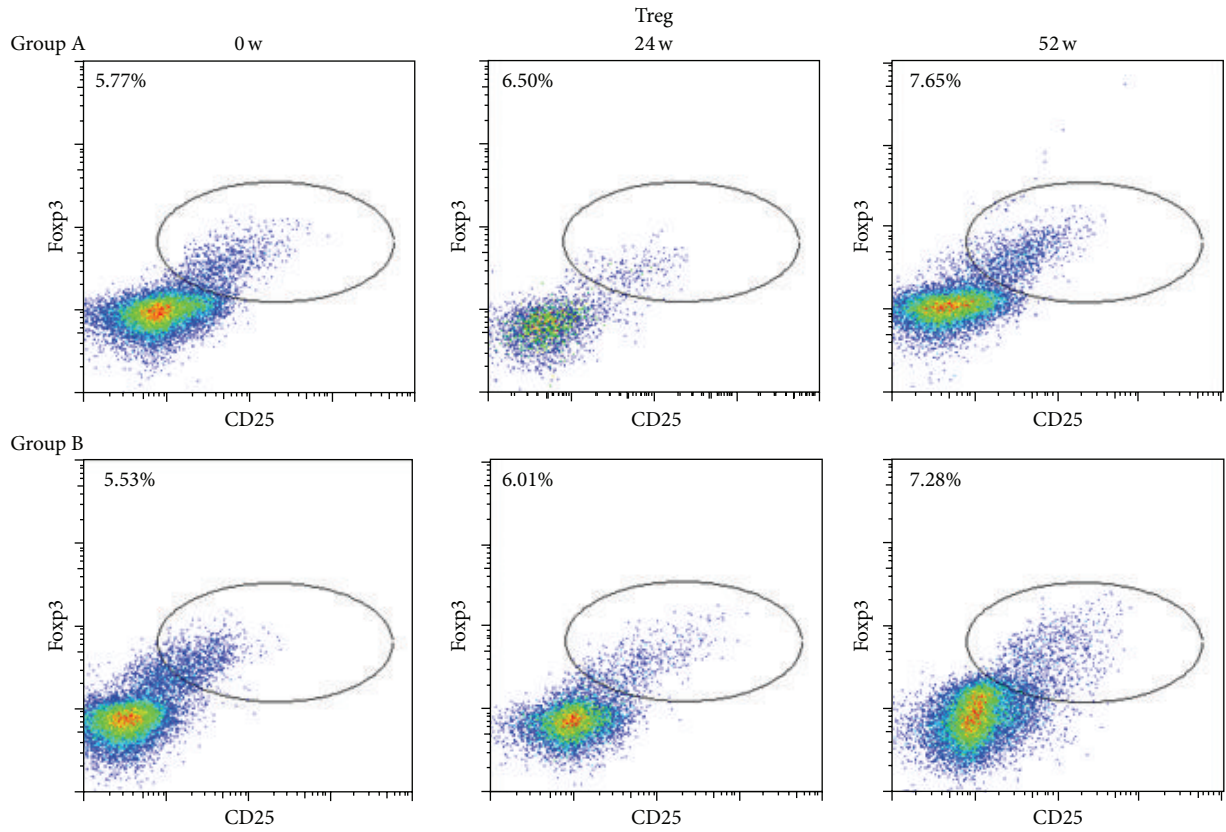 Treg
Group A 0 w 24 w 52 w
5.77% 6.50% 7.65%
Foxp3 Foxp3 Foxp3
CD25 CD25 CD25
Group B
5.53% 6.01% 7.28%
Foxp3 Foxp3 Foxp3
CD25 CD25 CD25